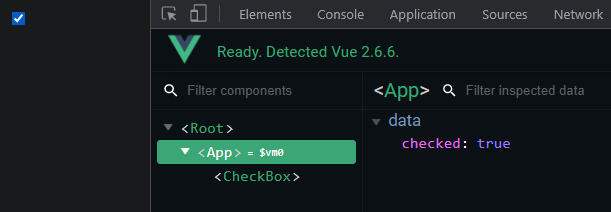 Elements Console Application Sources Network
Ready. Detected Vue 2.6.6.
Filter components
<App> Filter inspected data
<Root>
data
<App> = $vm0
checked: true
<CheckBox>